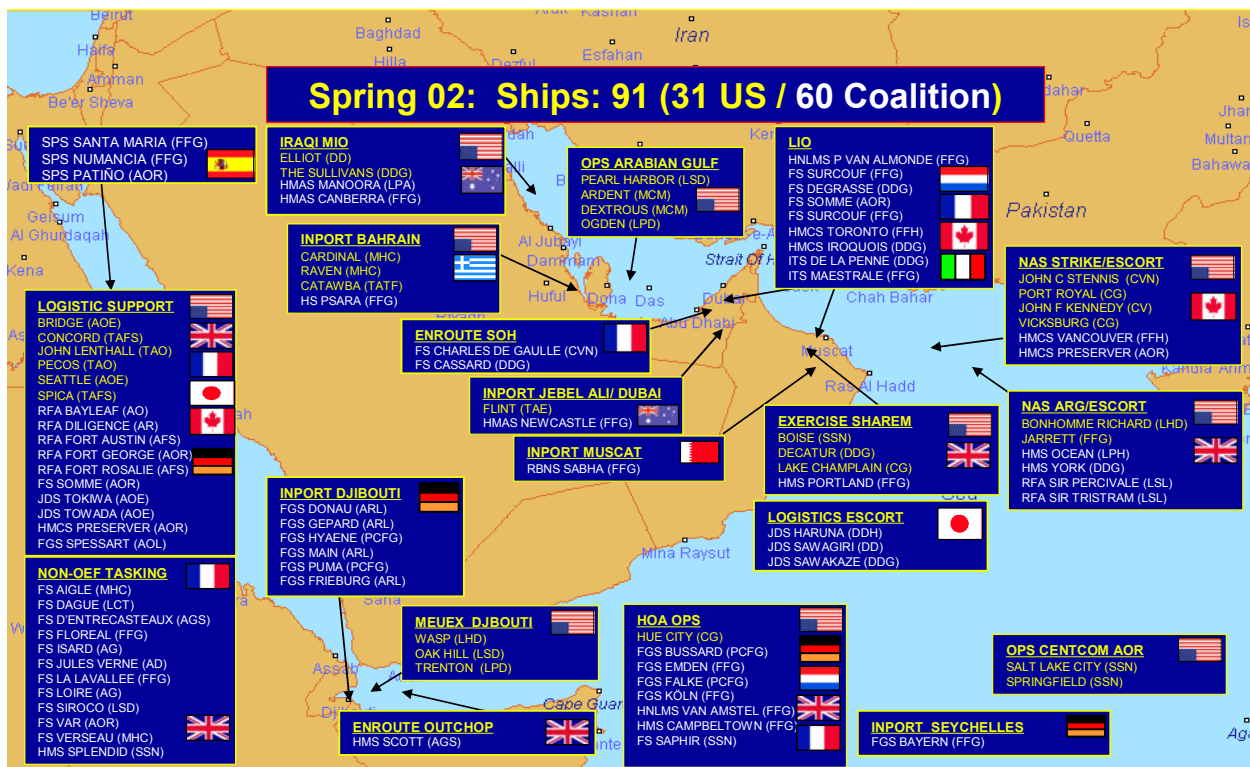 Spring 02: Ships: 91 (31 US / 60 Coalition)
Beirut
Haifa
Amman
Be'er Sheva
Baghdad
Hilla
Kashan
Iran
Esfahan
Dezful
Quetta
Multan
Bahawa
Pakistan
SPS SANTA MARIA (FFG)
SPS NUMANCIA (FFG)
SPS PATIÑO (AOR)
IRAQI MIO
ELLIOT (DD)
THE SULLIVANS (DDG)
HMAS MANOORA (LPA)
HMAS CANBERRA (FFG)
OPS ARABIAN GULF
PEARL HARBOR (LSD)
ARDENT (MCM)
DEXTROUS (MCM)
OGDEN (LPD)
LIO
HNLMS P VAN ALMONDE (FFG)
FS SURCOUF (FFG)
FS DEGRASSE (DDG)
FS SOMME (AOR)
FS SURCOUF (FFG)
HMCS TORONTO (FFH)
HMCS IROQUOIS (DDG)
ITS DE LA PENNE (DDG)
ITS MAESTRALE (FFG)
Geisum
Al Ghurdaqah
Kena
INPORT BAHRAIN
CARDINAL (MHC)
RAVEN (MHC)
CATAWBA (TATF)
HS PSARA (FFG)
Al Jubayl
Dammam
Huful
Doha
Das
Abu Dhabi
Chah Bahar
Muscat
Ras Al Hadd
NAS STRIKE/ESCORT
JOHN C STENNIS (CVN)
PORT ROYAL (CG)
JOHN F KENNEDY (CV)
VICKSBURG (CG)
HMCS VANCOUVER (FFH)
HMCS PRESERVER (AOR)
LOGISTIC SUPPORT
BRIDGE (AOE)
CONCORD (TAFS)
JOHN LENTHALL (TAO)
PECOS (TAO)
SEATTLE (AOE)
SPICA (TAFS)
RFA BAYLEAF (AO)
RFA DILIGENCE (AR)
RFA FORT AUSTIN (AFS)
RFA FORT GEORGE (AOR)
RFA FORT ROSALIE (AFS)
FS SOMME (AOR)
JDS TOKIWA (AOE)
JDS TOWADA (AOE)
HMCS PRESERVER (AOR)
FGS SPESSART (AOL)
ENROUTE SOH
FS CHARLES DE GAULLE (CVN)
FS CASSARD (DDG)
INPORT JEBEL ALI/ DUBAI
FLINT (TAE)
HMAS NEWCASTLE (FFG)
INPORT MUSCAT
RBNS SABHA (FFG)
EXERCISE SHAREM
BOISE (SSN)
DECATUR (DDG)
LAKE CHAMPLAIN (CG)
HMS PORTLAND (FFG)
NAS ARG/ESCORT
BONHOMME RICHARD (LHD)
JARRETT (FFG)
HMS OCEAN (LPH)
HMS YORK (DDG)
RFA SIR PERCIVALE (LSL)
RFA SIR TRISTRAM (LSL)
INPORT DJIBOUTI
FGS DONAU (ARL)
FGS GEPARD (ARL)
FGS HYAENE (PCFG)
FGS MAIN (ARL)
FGS PUMA (PCFG)
FGS FRIEBURG (ARL)
LOGISTICS ESCORT
JDS HARUNA (DDH)
JDS SAWAGIRI (DD)
JDS SAWAKAZE (DDG)
Mina Raysut
NON-OEF TASKING
FS AIGLE (MHC)
FS DAGUE (LCT)
FS D'ENTRECASTEAUX (AGS)
FS FLOREAL (FFG)
FS ISARD (AG)
FS JULES VERNE (AD)
FS LA LAVALLEE (FFG)
FS LOIRE (AG)
FS SIROCO (LSD)
FS VAR (AOR)
FS VERSEAU (MHC)
HMS SPLENDID (SSN)
MEUEX DJBOUTI
WASP (LHD)
OAK HILL (LSD)
TRENTON (LPD)
HOA OPS
HUE CITY (CG)
FGS BUSSARD (PCFG)
FGS EMDEN (FFG)
FGS FALKE (PCFG)
FGS KÖLN (FFG)
HNLMS VAN AMSTEL (FFG)
HMS CAMPBELTOWN (FFG)
FS SAPHIR (SSN)
OPS CENTCOM AOR
SALT LAKE CITY (SSN)
SPRINGFIELD (SSN)
Assab
ENROUTE OUTCHOP
HMS SCOTT (AGS)
INPORT SEYCHELLES
FGS BAYERN (FFG)